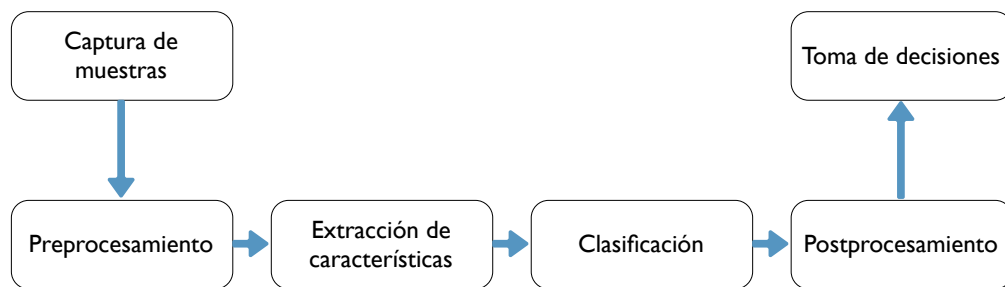 Captura de
muestras
Toma de decisiones
Preprocesamiento
Extracción de
características
Clasificación
Postprocesamiento